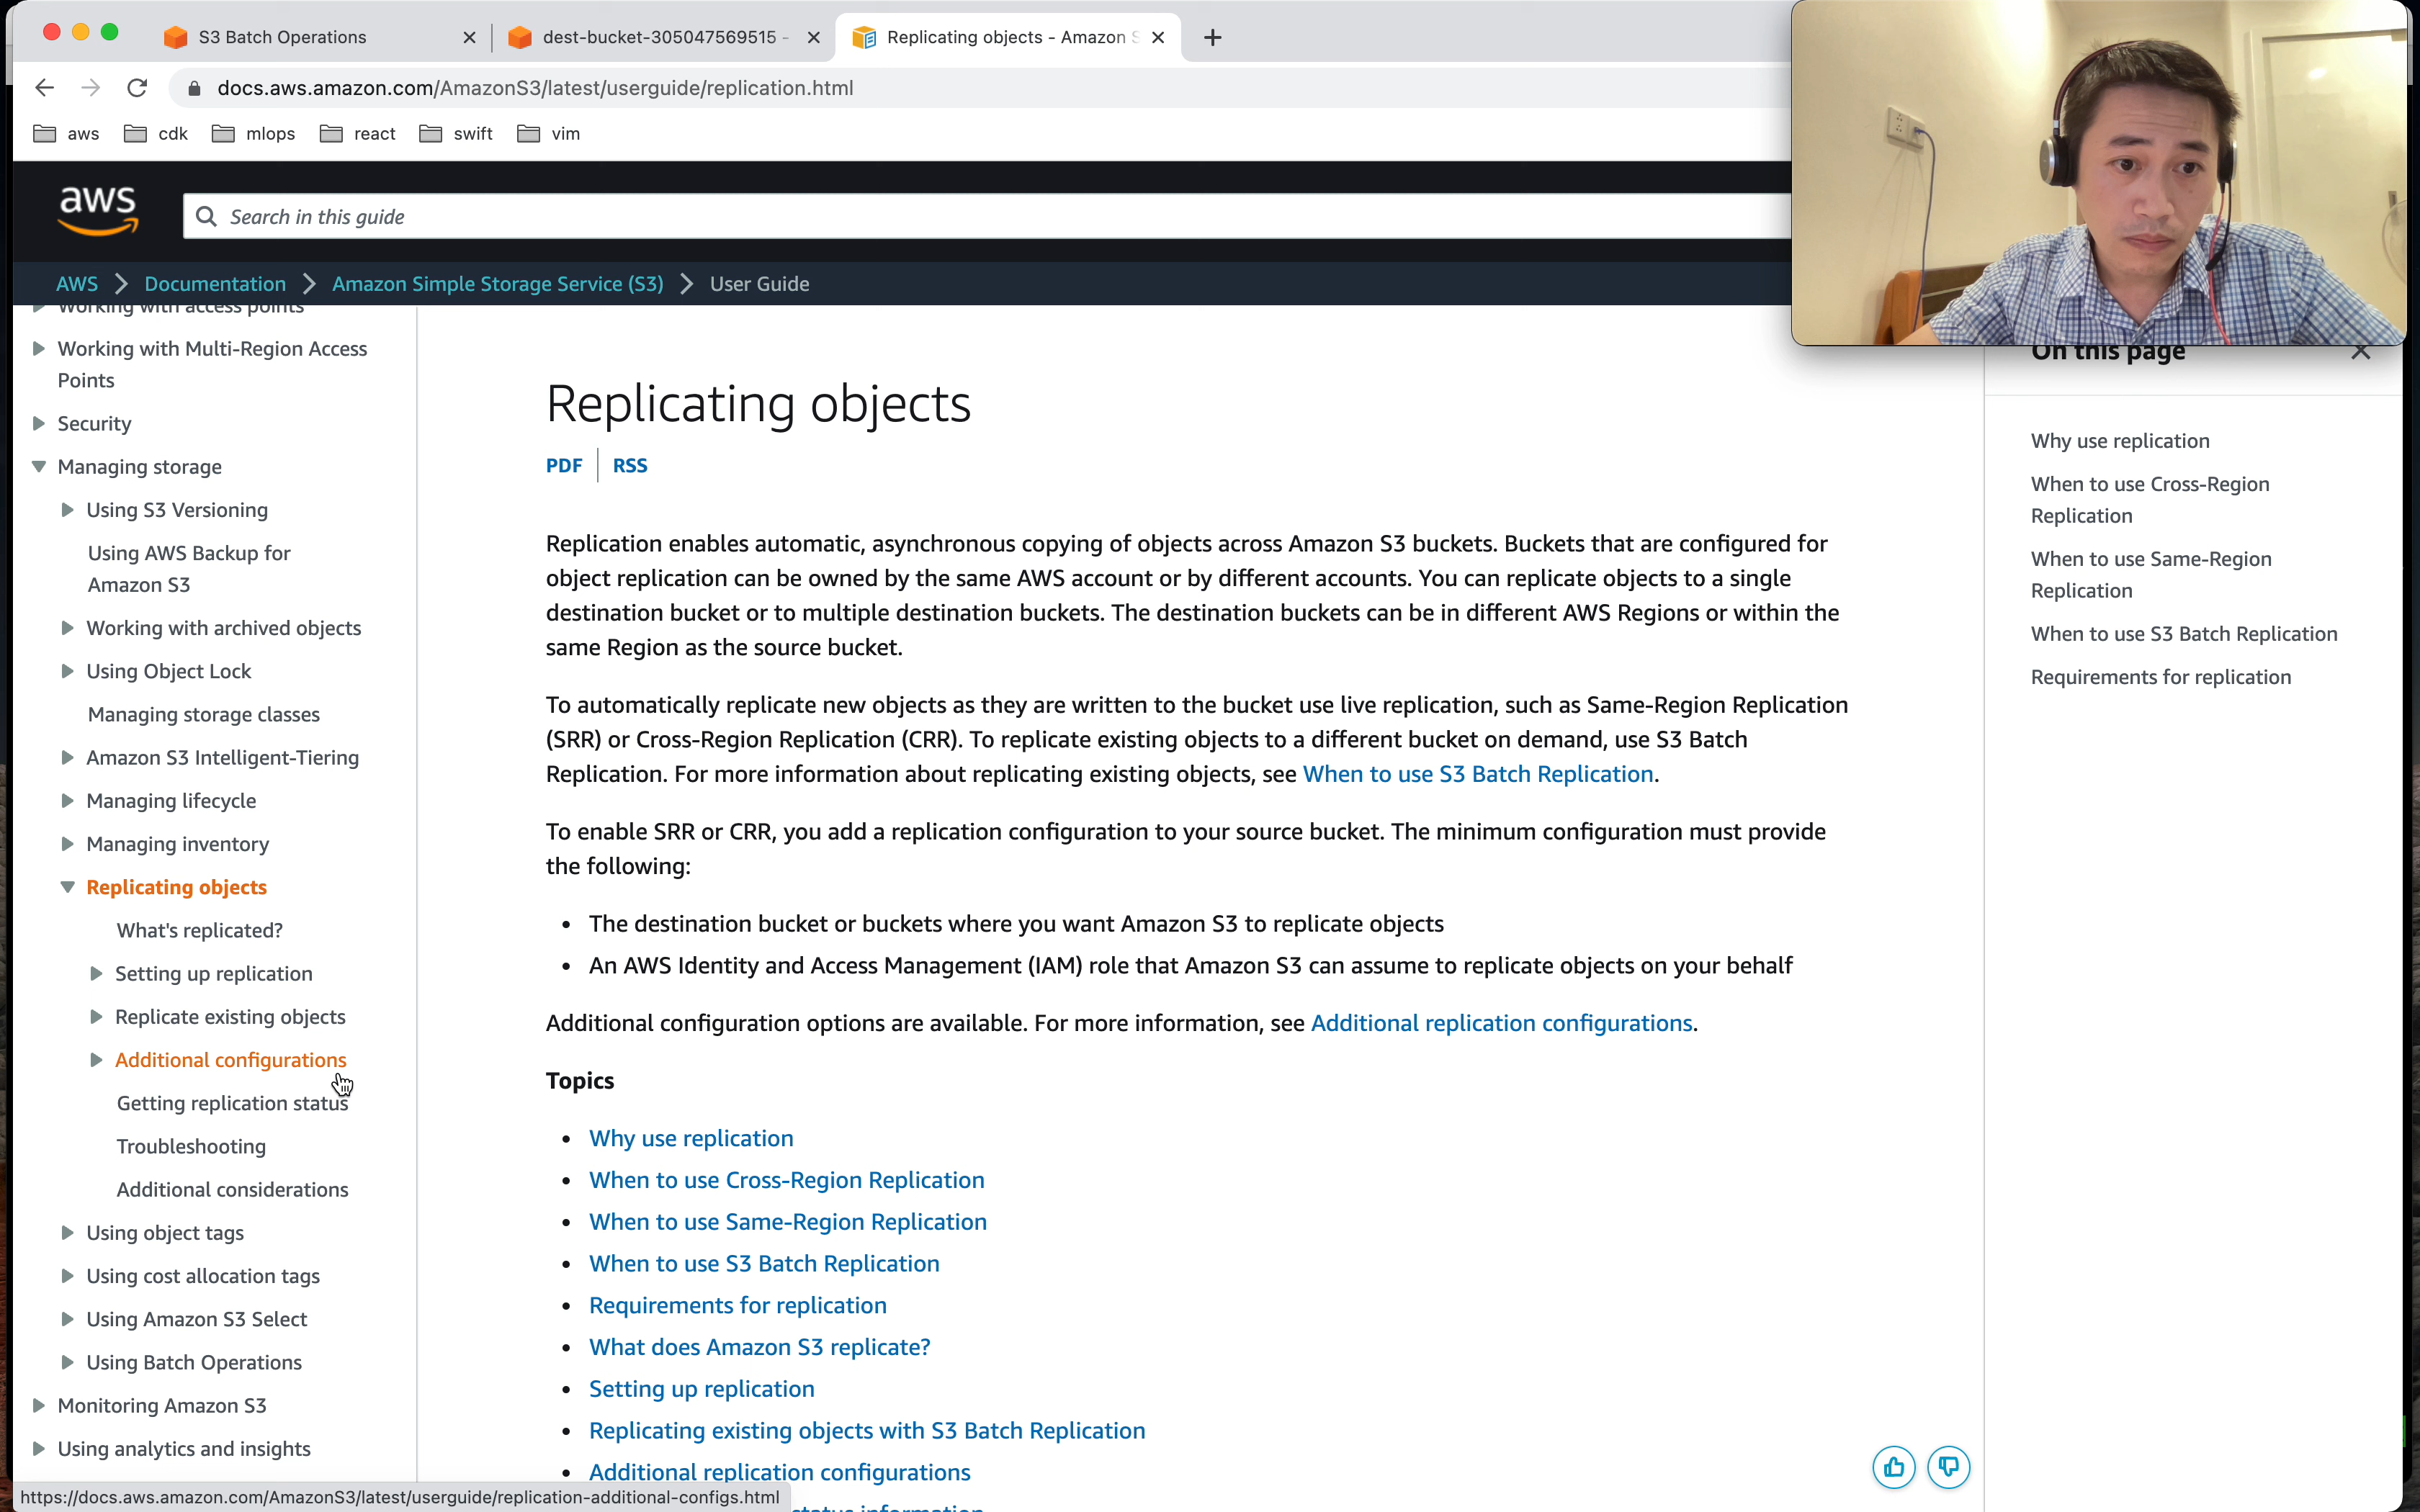 S3 Batch Operations
dest-bucket-305047569515 -
Replicating objects - Amazon S
docs.aws.amazon.com/AmazonS3/latest/userguide/replication.html
aws
cdk
mlops
react
swift
vim
aws
Search in this guide
AWS
Documentation
Amazon Simple Storage Service (S3)
User Guide
Working with access points
Working with Multi-Region Access
Points
Security
Managing storage
Using S3 Versioning
Using AWS Backup for
Amazon S3
Working with archived objects
Using Object Lock
Managing storage classes
Amazon S3 Intelligent-Tiering
Managing lifecycle
Managing inventory
Replicating objects
What's replicated?
Setting up replication
Replicate existing objects
Additional configurations
Getting replication status
Troubleshooting
Additional considerations
Using object tags
Using cost allocation tags
Using Amazon S3 Select
Using Batch Operations
Monitoring Amazon S3
Using analytics and insights
https://docs.aws.amazon.com/AmazonS3/latest/userguide/replication-additional-configs.html
Replicating objects
PDF
RSS
Replication enables automatic, asynchronous copying of objects across Amazon S3 buckets. Buckets that are configured for
object replication can be owned by the same AWS account or by different accounts. You can replicate objects to a single
destination bucket or to multiple destination buckets. The destination buckets can be in different AWS Regions or within the
same Region as the source bucket.
To automatically replicate new objects as they are written to the bucket use live replication, such as Same-Region Replication
(SRR) or Cross-Region Replication (CRR). To replicate existing objects to a different bucket on demand, use S3 Batch
Replication. For more information about replicating existing objects, see When to use S3 Batch Replication.
To enable SRR or CRR, you add a replication configuration to your source bucket. The minimum configuration must provide
the following:
• The destination bucket or buckets where you want Amazon S3 to replicate objects
• An AWS Identity and Access Management (IAM) role that Amazon S3 can assume to replicate objects on your behalf
Additional configuration options are available. For more information, see Additional replication configurations.
Topics
• Why use replication
• When to use Cross-Region Replication
• When to use Same-Region Replication
• When to use S3 Batch Replication
• Requirements for replication
• What does Amazon S3 replicate?
• Setting up replication
• Replicating existing objects with S3 Batch Replication
• Additional replication configurations
status information
On this page
Why use replication
When to use Cross-Region
Replication
When to use Same-Region
Replication
When to use S3 Batch Replication
Requirements for replication